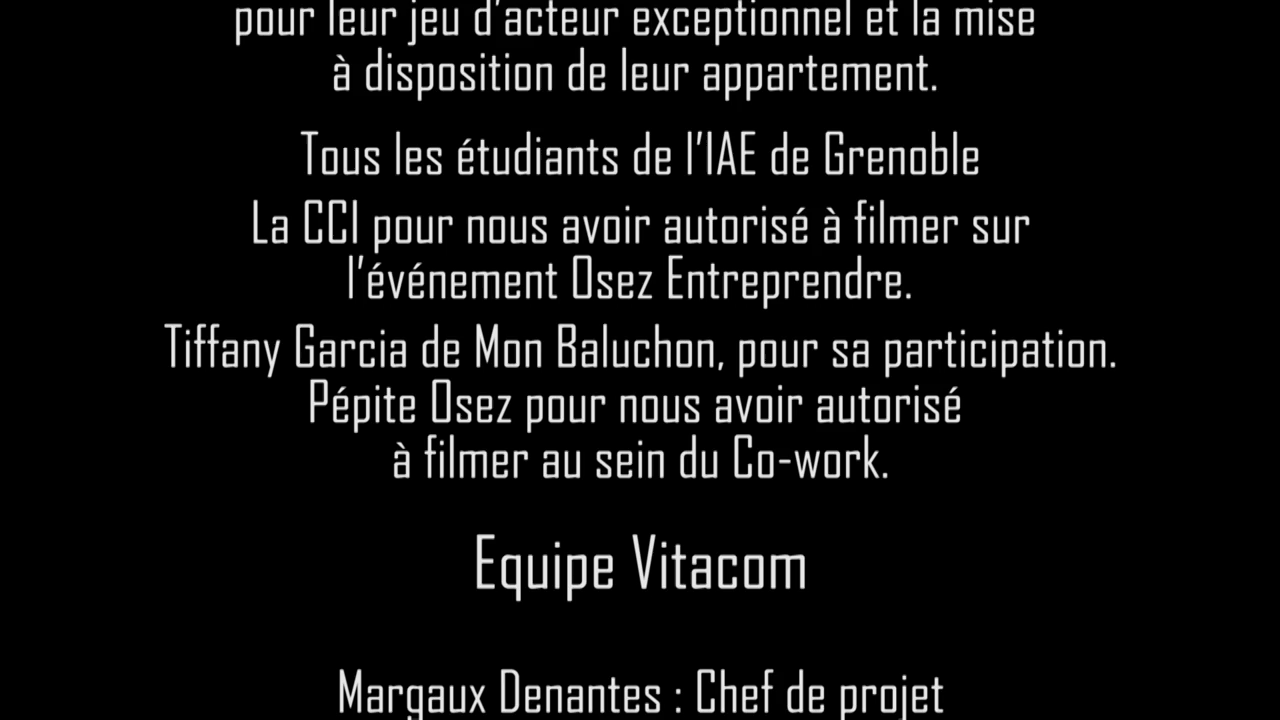 pour leur jeu d'acteur exceptionnel et la mise
à disposition de leur appartement.
Tous les étudiants de l'IAE de Grenoble
La CCI pour nous avoir autorisé à filmer sur
l'événement Osez Entreprendre.
Tiffany Garcia de Mon Baluchon, pour sa participation.
Pépite Osez pour nous avoir autorisé
à filmer au sein du Co-work.
Equipe Vitacom
Margaux Denantes : Chef de projet